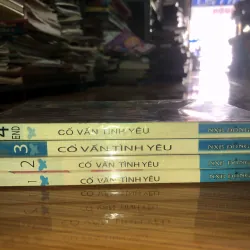 4 END CỐ VẤN TÌNH YÊU
3 CỐ VẤN TÌNH YÊU
2 CỐ VẤN TÌNH YÊU
1 CỐ VẤN TÌNH YÊU